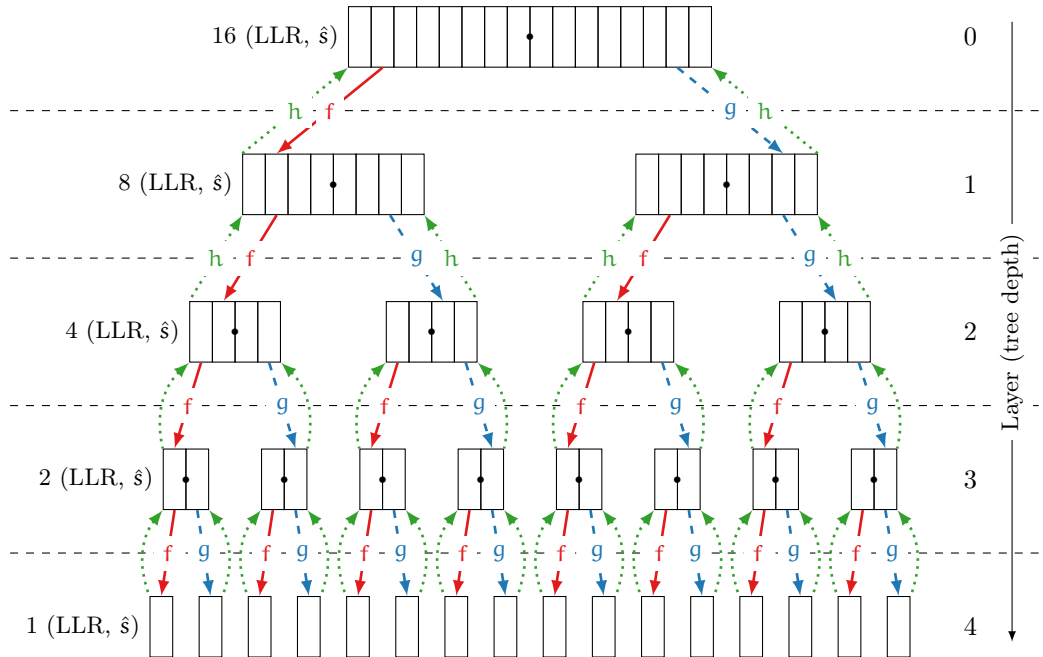 16 (LLR, ŝ)
0
h f g h
8 (LLR, ŝ)
1
h f g h h f g h
4 (LLR, ŝ)
2
f g f g f g f g
2 (LLR, ŝ)
3
f g f g f g f g f g f g f g f g
1 (LLR, ŝ)
4
Layer (tree depth)